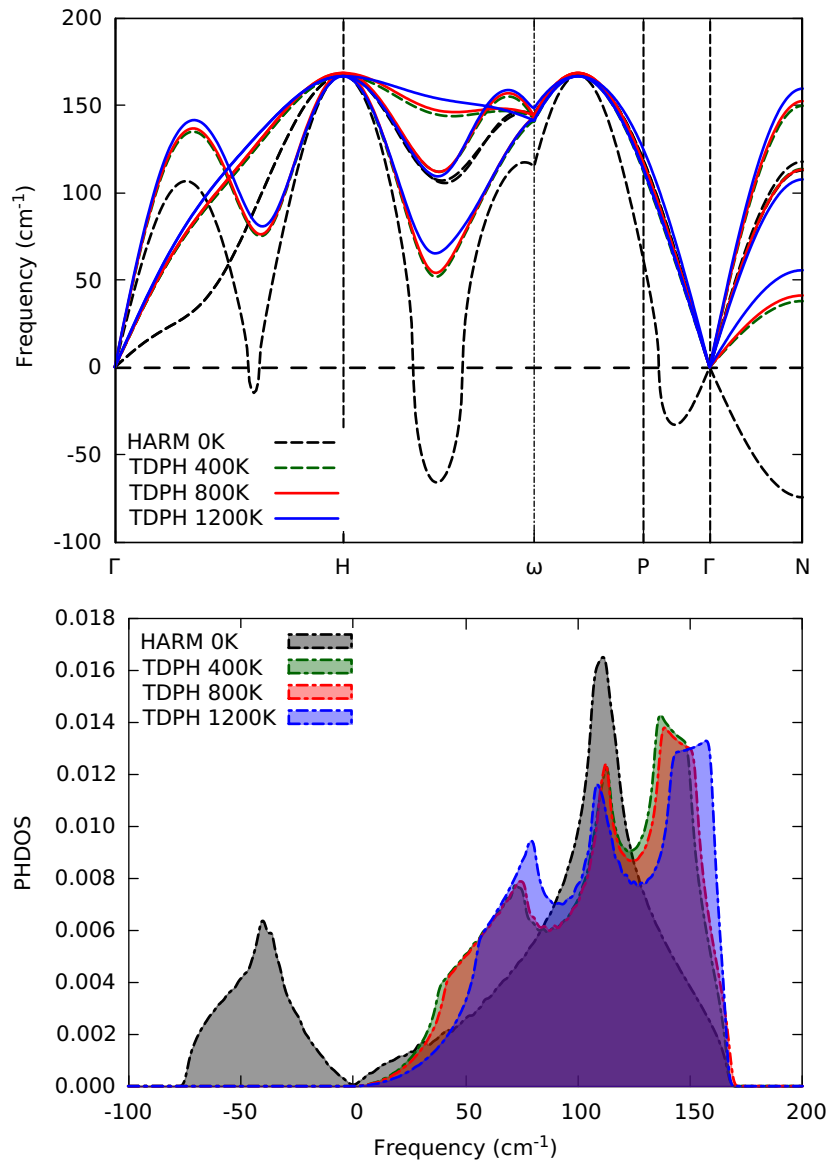 200
150
100
50
0
-50
-100
Frequency (cm-1)
HARM 0K
TDPH 400K
TDPH 800K
TDPH 1200K
Γ H ω P Γ N
0.018
0.016
0.014
0.012
0.010
0.008
0.006
0.004
0.002
0.000
PHDOS
HARM 0K
TDPH 400K
TDPH 800K
TDPH 1200K
-100 -50 0 50 100 150 200
Frequency (cm-1)